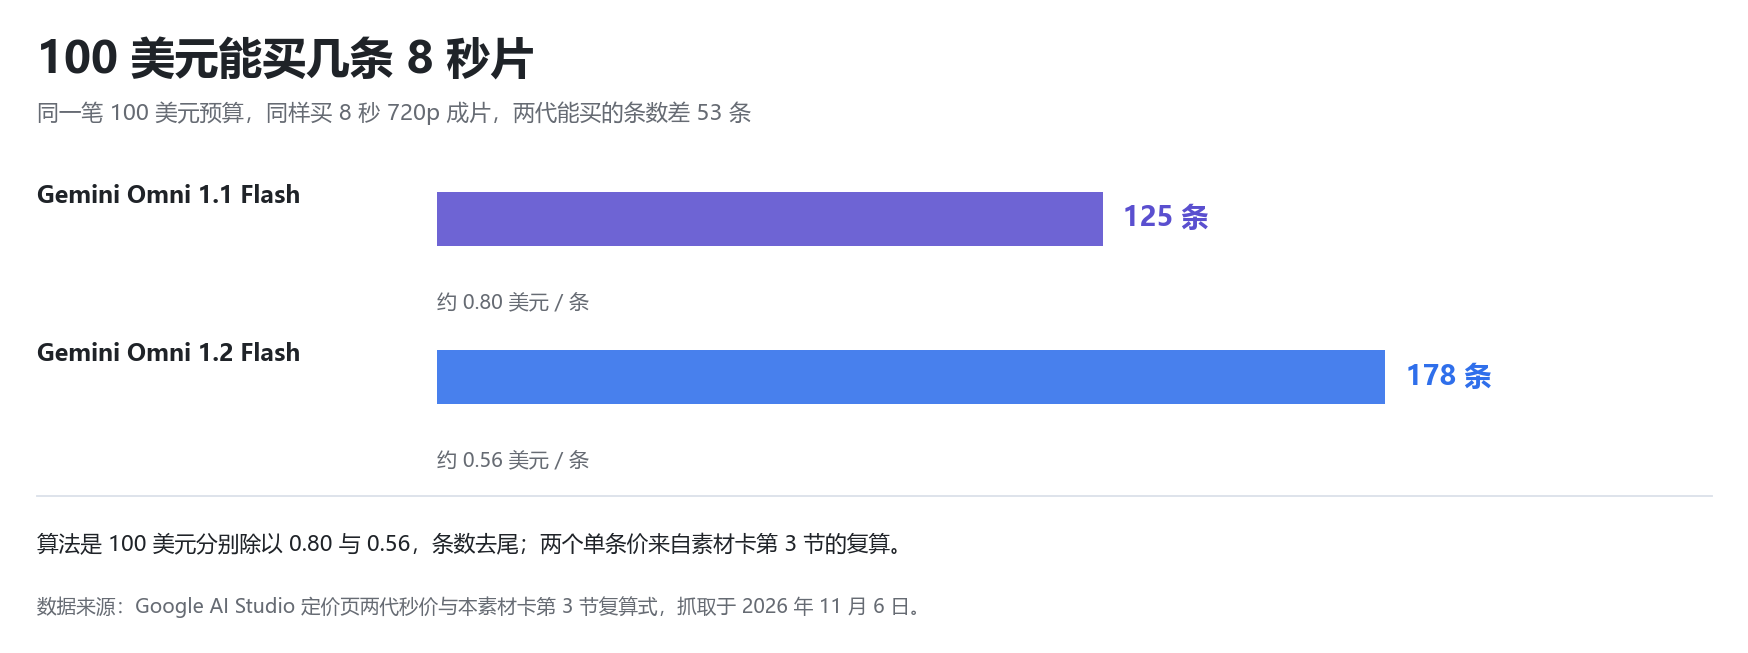 100 美元能买几条 8 秒片
同一笔 100 美元预算，同样买 8 秒 720p 成片，两代能买的条数差 53 条
Gemini Omni 1.1 Flash
125 条
约 0.80 美元 / 条
Gemini Omni 1.2 Flash
178 条
约 0.56 美元 / 条
算法是 100 美元分别除以 0.80 与 0.56，条数去尾；两个单条价来自素材卡第 3 节的复算。
数据来源：Google AI Studio 定价页两代秒价与本素材卡第 3 节复算式，抓取于 2026 年 11 月 6 日。